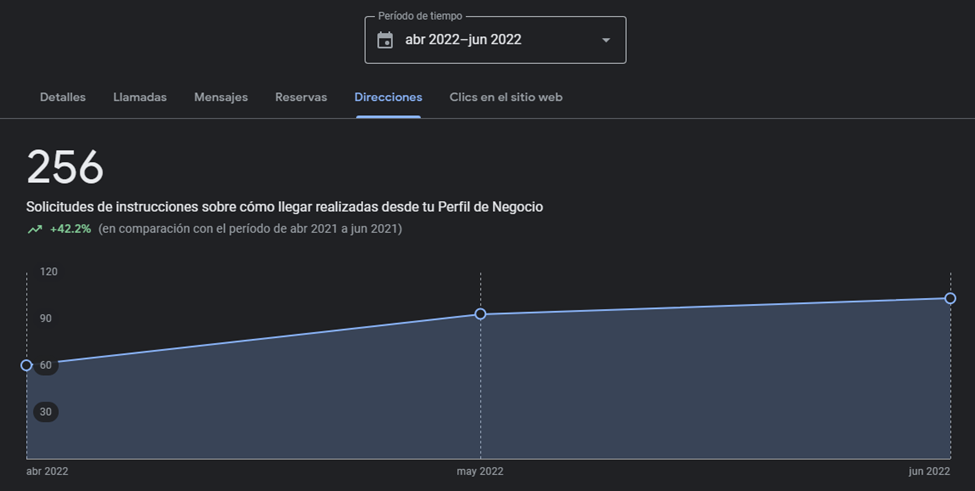 Período de tiempo
abr 2022–jun 2022
Detalles Llamadas Mensajes Reservas Direcciones Clics en el sitio web
256
Solicitudes de instrucciones sobre cómo llegar realizadas desde tu Perfil de Negocio
+42.2% (en comparación con el período de abr 2021 a jun 2021)
120
90
60
30
abr 2022 may 2022 jun 2022